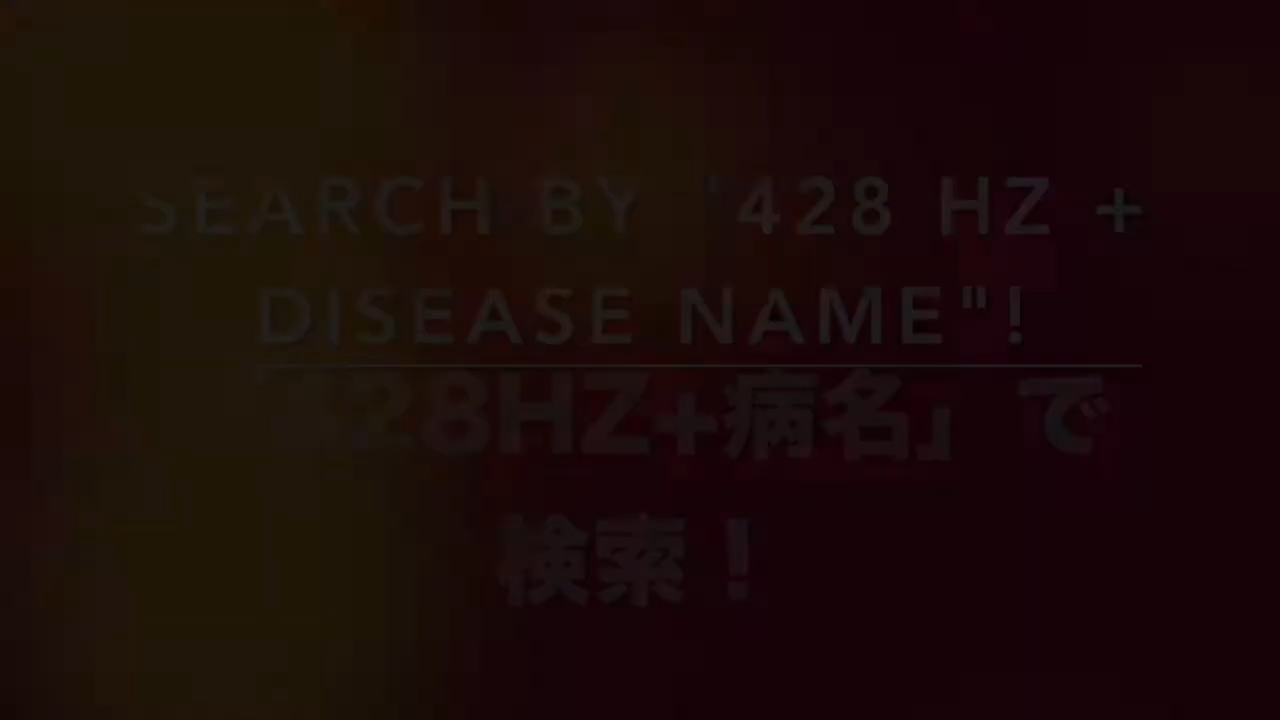 SEARCH BY "428 HZ +
DISEASE NAME"!
「428HZ+病名」で
検索！